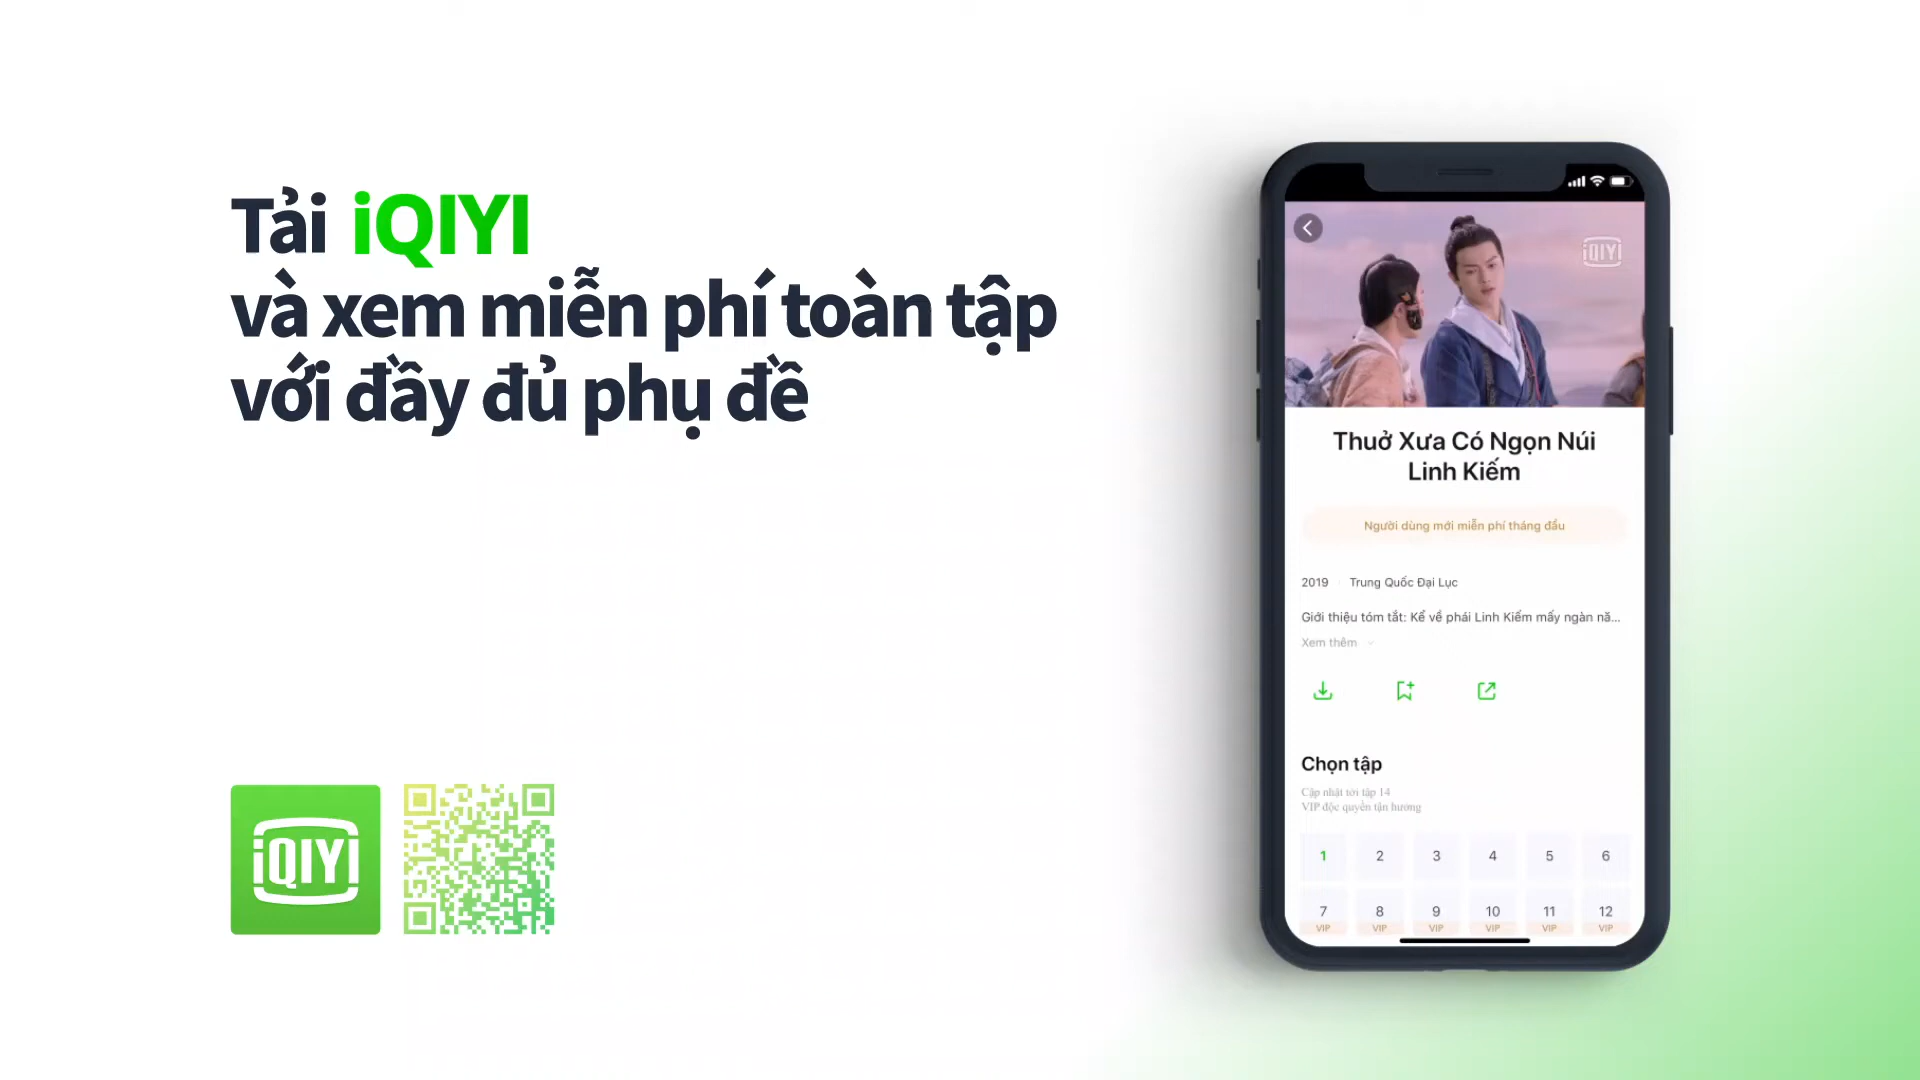 Tải iQIYI
và xem miễn phí toàn tập
với đầy đủ phụ đề
iQIYI
iQIYI
Thuở Xưa Có Ngọn Núi
Linh Kiếm
Người dùng mới miễn phí tháng đầu
2019 Trung Quốc Đại Lục
Giới thiệu tóm tắt: Kể về phái Linh Kiếm mấy ngàn nă...
Xem thêm
Chọn tập
Cập nhật tới tập 14
VIP độc quyền tận hưởng
1 2 3 4 5 6
7 8 9 10 11 12
VIP VIP VIP VIP VIP VIP